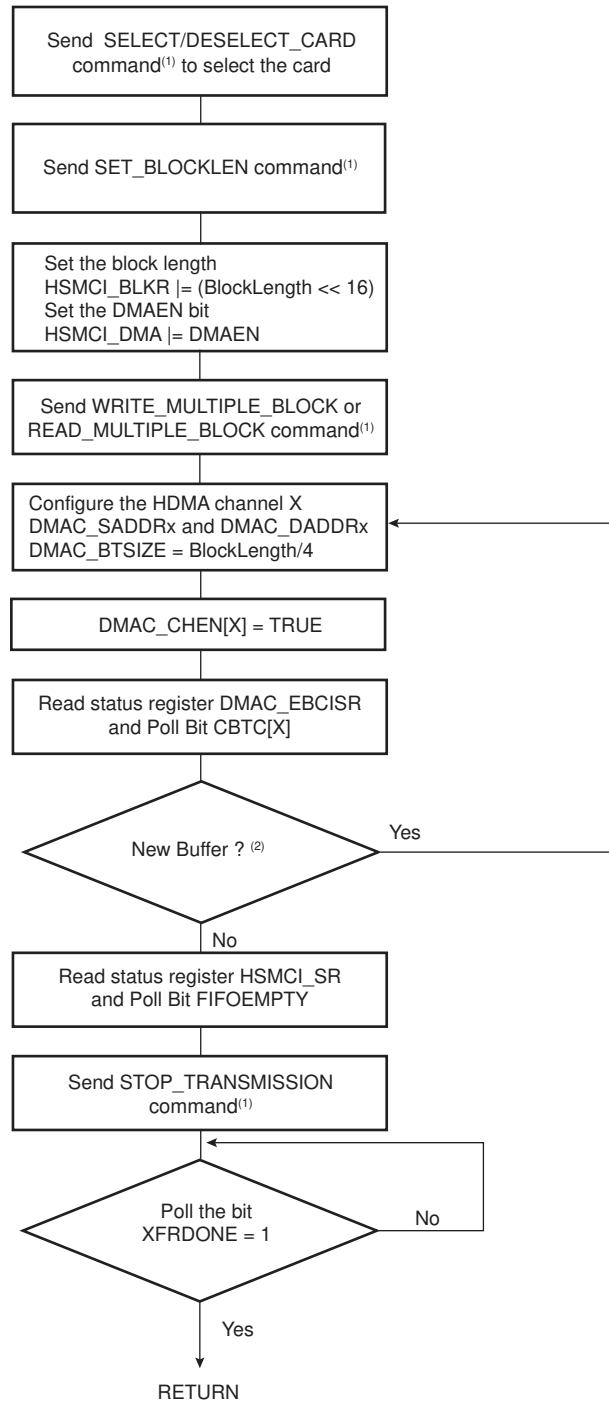 Send SELECT/DESELECT_CARD
command(1) to select the card
Send SET_BLOCKLEN command(1)
Set the block length
HSMCI_BLKR |= (BlockLength << 16)
Set the DMAEN bit
HSMCI_DMA |= DMAEN
Send WRITE_MULTIPLE_BLOCK or
READ_MULTIPLE_BLOCK command(1)
Configure the HDMA channel X
DMAC_SADDRx and DMAC_DADDRx
DMAC_BTSIZE = BlockLength/4
DMAC_CHEN[X] = TRUE
Read status register DMAC_EBCISR
and Poll Bit CBTC[X]
New Buffer ? (2)
Yes
No
Read status register HSMCI_SR
and Poll Bit FIFOEMPTY
Send STOP_TRANSMISSION
command(1)
Poll the bit
XFRDONE = 1
No
Yes
RETURN